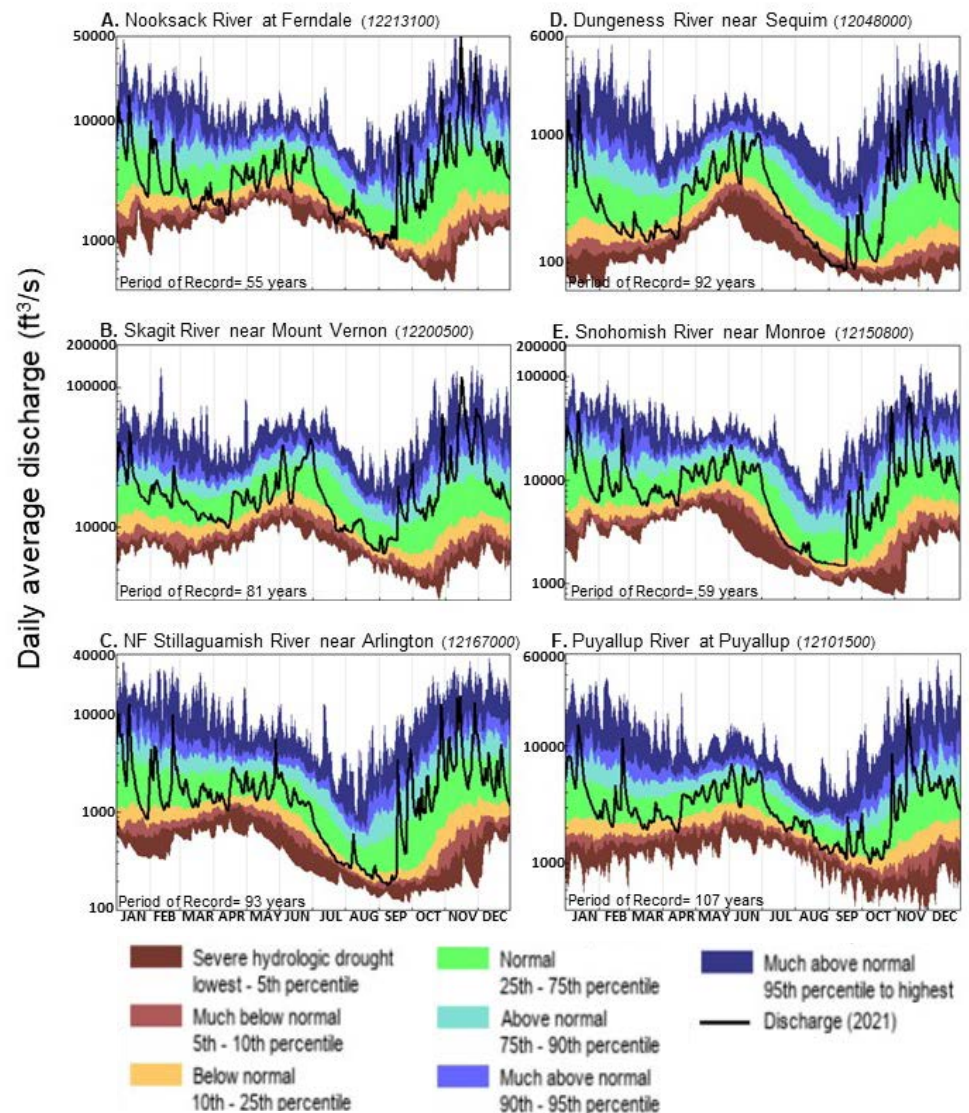 Daily average discharge (ft³/s)
A. Nooksack River at Ferndale (12213100)
50000
10000
1000
Period of Record= 55 years
B. Skagit River near Mount Vernon (12200500)
200000
100000
10000
Period of Record= 81 years
C. NF Stillaguamish River near Arlington (12167000)
40000
10000
1000
100
Period of Record= 93 years
JAN FEB MAR APR MAY JUN JUL AUG SEP OCT NOV DEC
D. Dungeness River near Sequim (12048000)
6000
1000
100
Period of Record= 92 years
E. Snohomish River near Monroe (12150800)
200000
100000
10000
1000
Period of Record= 59 years
F. Puyallup River at Puyallup (12101500)
60000
10000
1000
Period of Record= 107 years
JAN FEB MAR APR MAY JUN JUL AUG SEP OCT NOV DEC
Severe hydrologic drought
lowest - 5th percentile
Much below normal
5th - 10th percentile
Below normal
10th - 25th percentile
Normal
25th - 75th percentile
Above normal
75th - 90th percentile
Much above normal
90th - 95th percentile
Much above normal
95th percentile to highest
Discharge (2021)